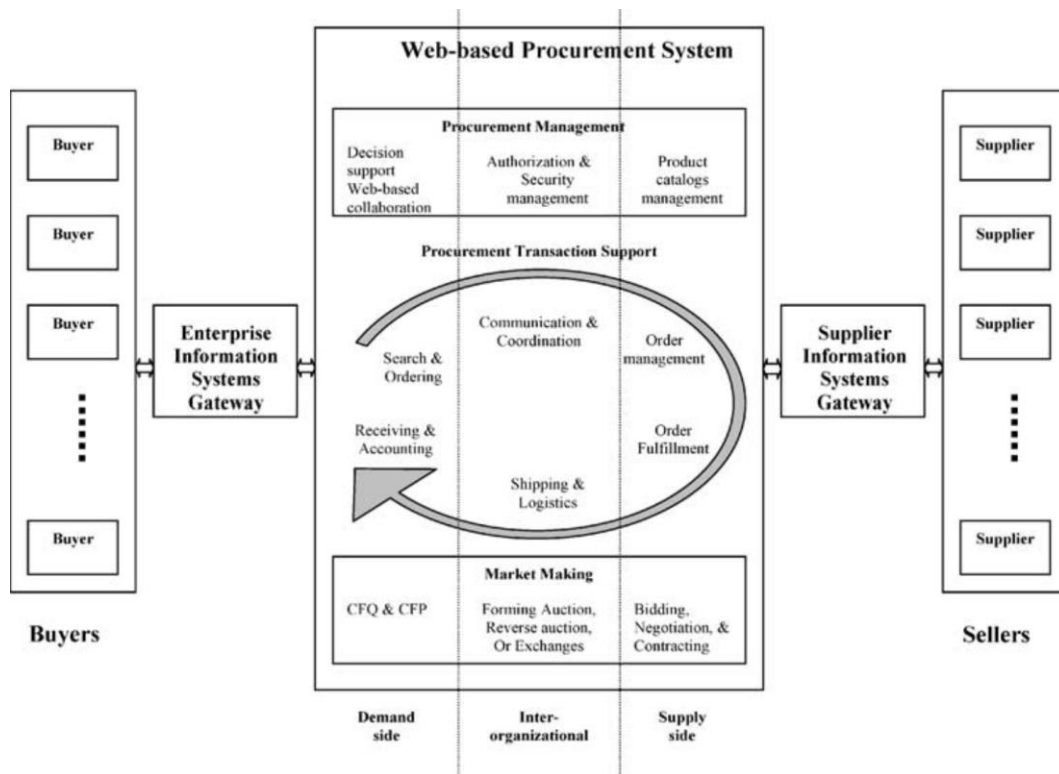 Web-based Procurement System
Buyer
Buyer
Buyer
Buyer
Buyers
Enterprise
Information
Systems
Gateway
Procurement Management
Decision
support
Web-based
collaboration
Authorization &
Security
management
Product
catalogs
management
Procurement Transaction Support
Communication &
Coordination
Search &
Ordering
Order
management
Receiving &
Accounting
Order
Fulfillment
Shipping &
Logistics
Market Making
CFQ & CFP
Forming Auction,
Reverse auction,
Or Exchanges
Bidding,
Negotiation, &
Contracting
Demand
side
Inter-
organizational
Supply
side
Supplier
Information
Systems
Gateway
Supplier
Supplier
Supplier
Supplier
Sellers